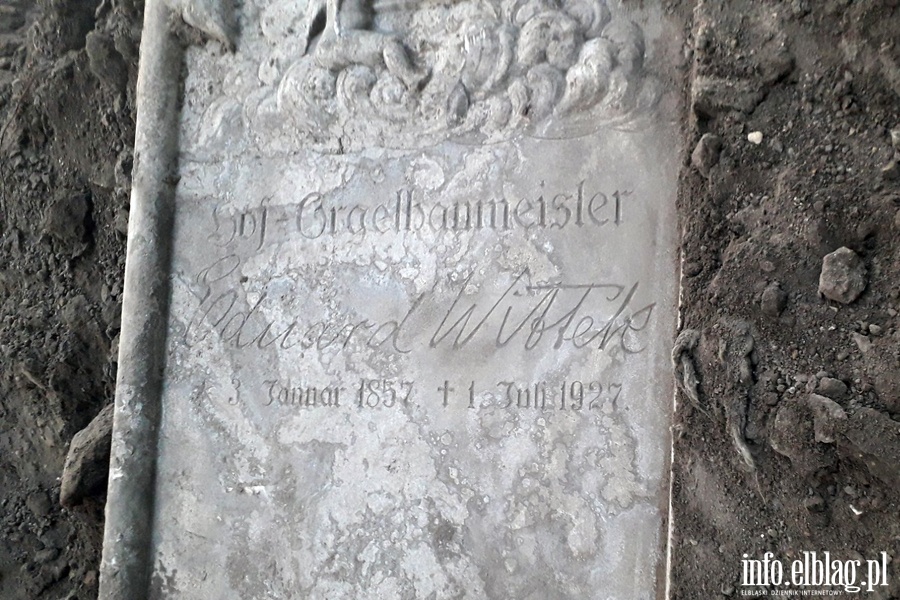 Hof-Orgelbaumeister
Eduard Wittek
* 3. Januar 1857. † 1. Juli 1927.
info.elblag.pl
ELBLĄSKI DZIENNIK INTERNETOWY